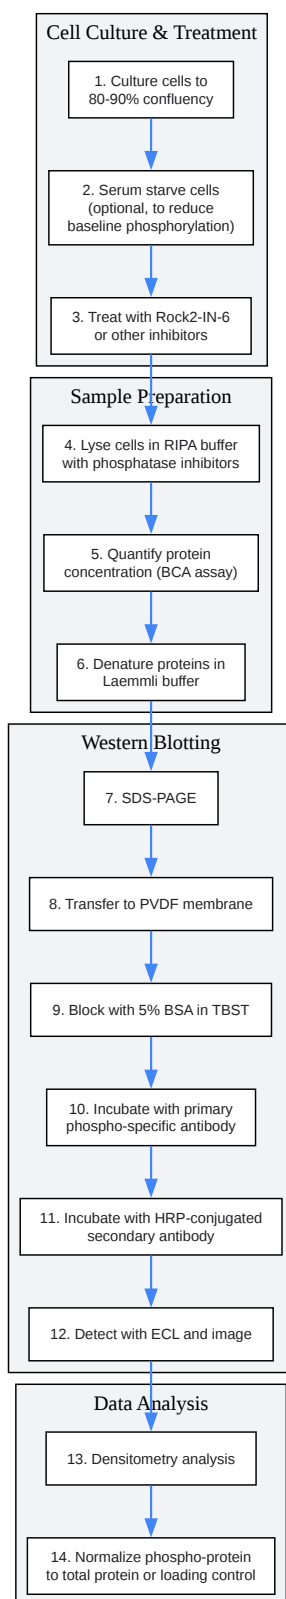 Cell Culture & Treatment
1. Culture cells to
80-90% confluency
2. Serum starve cells
(optional, to reduce
baseline phosphorylation)
3. Treat with Rock2-IN-6
or other inhibitors
Sample Preparation
4. Lyse cells in RIPA buffer
with phosphatase inhibitors
5. Quantify protein
concentration (BCA assay)
6. Denature proteins in
Laemmli buffer
Western Blotting
7. SDS-PAGE
8. Transfer to PVDF membrane
9. Block with 5% BSA in TBST
10. Incubate with primary
phospho-specific antibody
11. Incubate with HRP-conjugated
secondary antibody
12. Detect with ECL and image
Data Analysis
13. Densitometry analysis
14. Normalize phospho-protein
to total protein or loading control